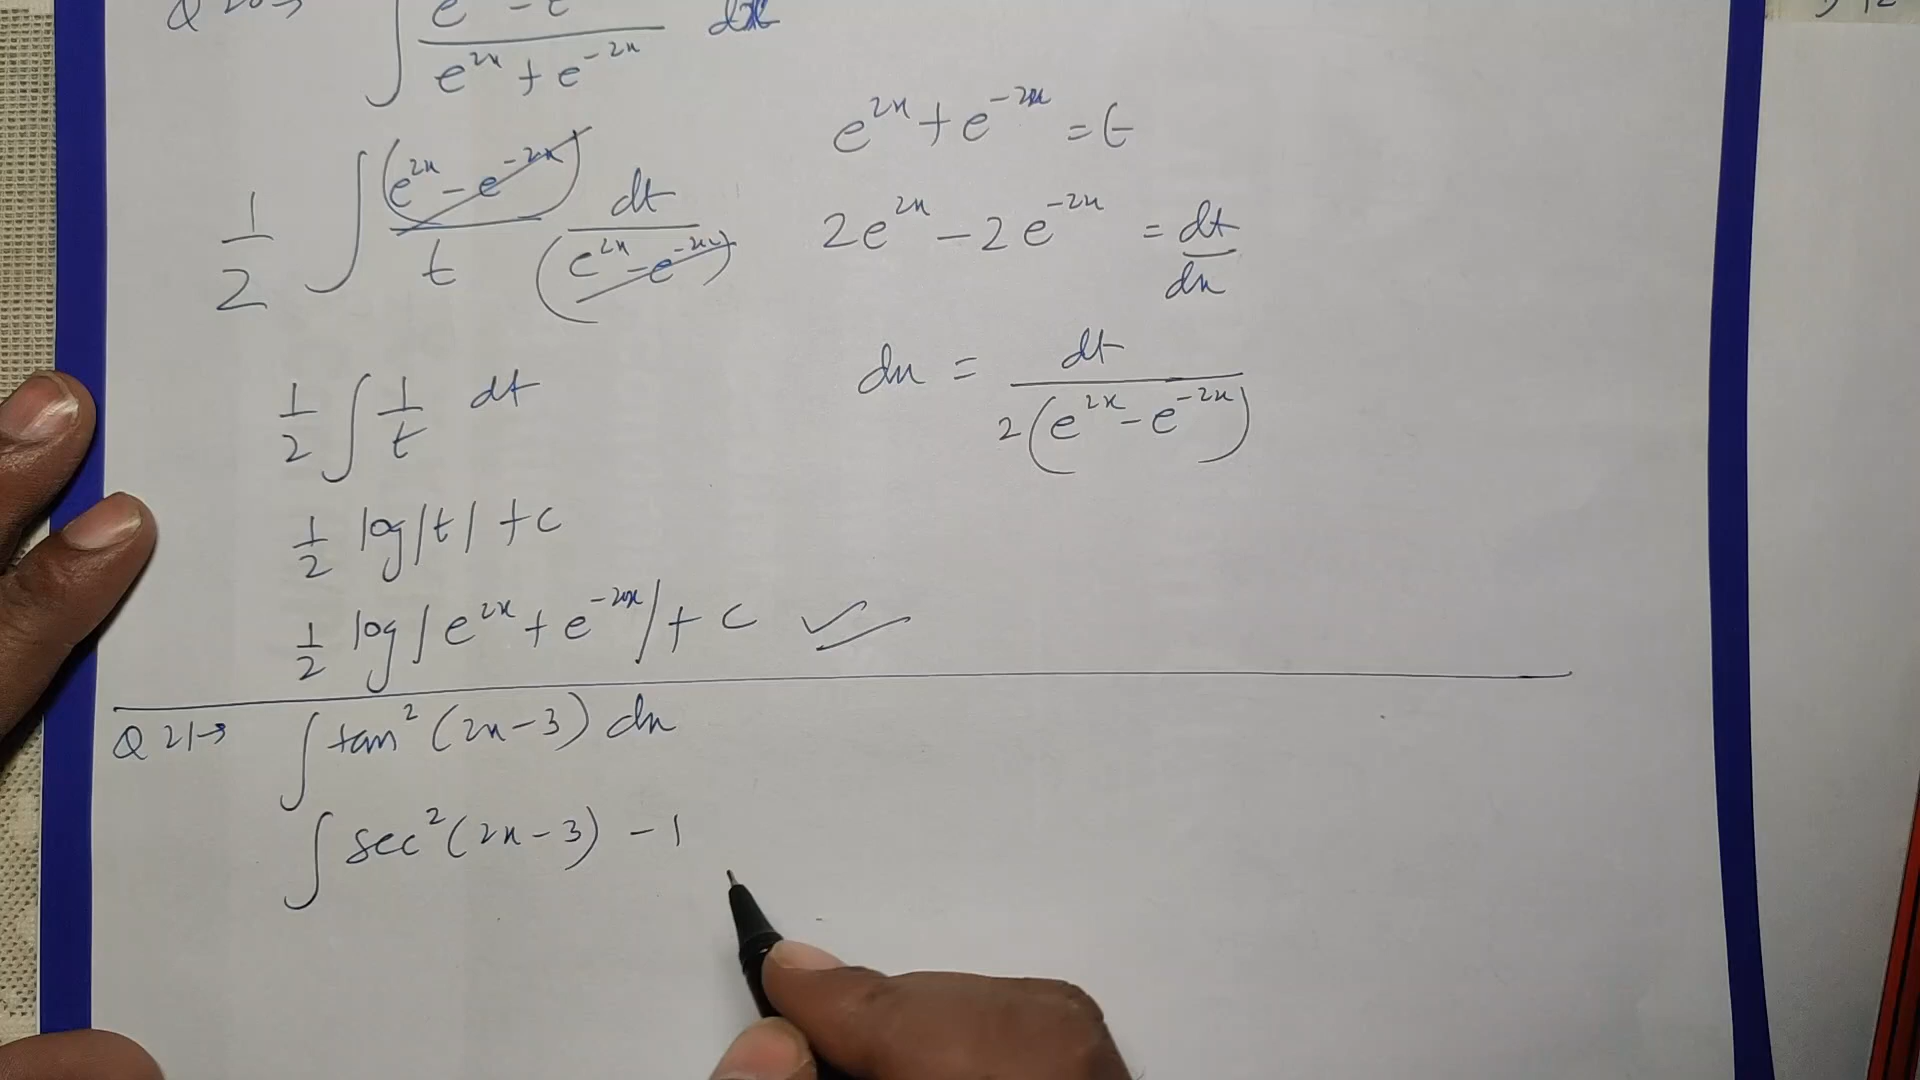 Q 20→ ∫ e - e / e^2x + e^-2x dx
e^2x + e^-2x = t
1/2 ∫ (e^2x - e^-2x)/t dt/(e^2x - e^-2x)
2e^2x - 2e^-2x = dt/dx
1/2 ∫ 1/t dt
dx = dt/2(e^2x - e^-2x)
1/2 log|t| + c
1/2 log|e^2x + e^-2x| + c
Q 21→ ∫ tan²(2x-3) dx
∫ sec²(2x-3) - 1